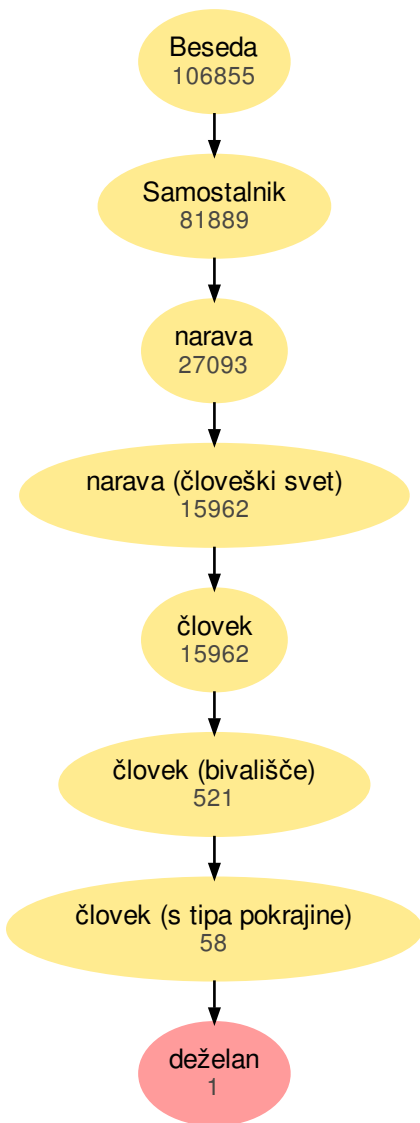 Beseda
106855
Samostalnik
81889
narava
27093
narava (človeški svet)
15962
človek
15962
človek (bivališče)
521
človek (s tipa pokrajine)
58
deželan
1